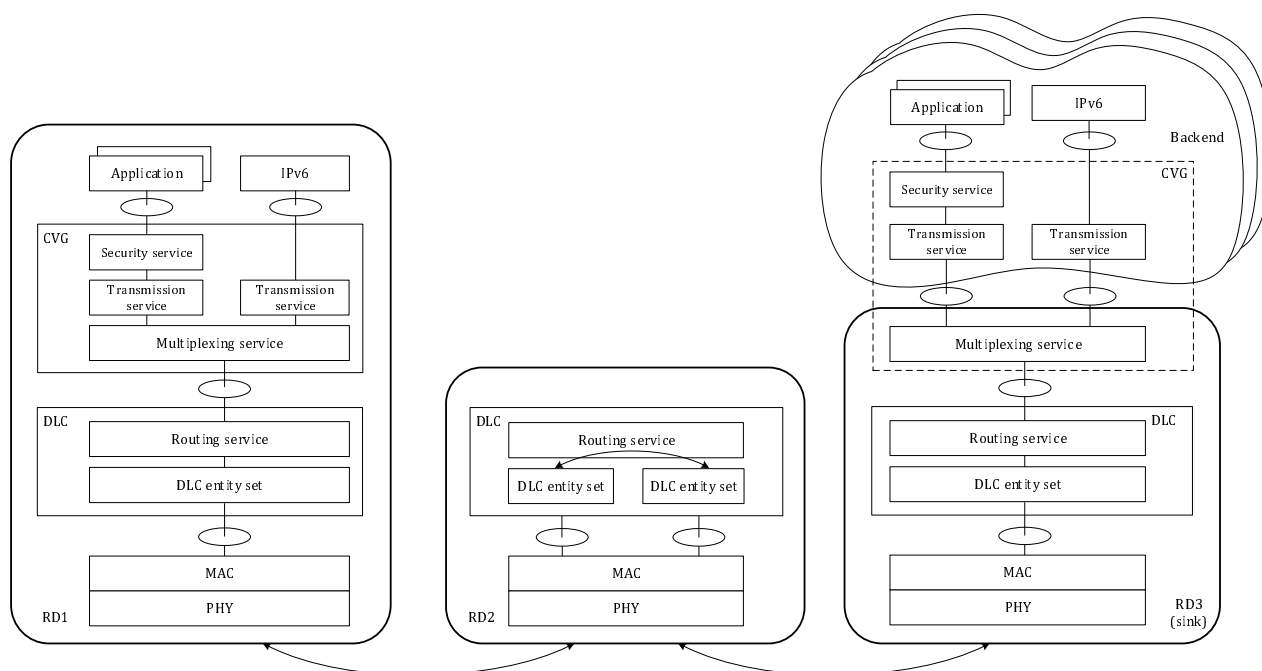 Application
IPv6
CVG
Security service
Transmission
service
Transmission
service
Multiplexing service
DLC
Routing service
DLC entity set
MAC
PHY
RD1
DLC
Routing service
DLC entity set
DLC entity set
MAC
PHY
RD2
Application
IPv6
Backend
CVG
Security service
Transmission
service
Transmission
service
Multiplexing service
DLC
Routing service
DLC entity set
MAC
PHY
RD3
(sink)